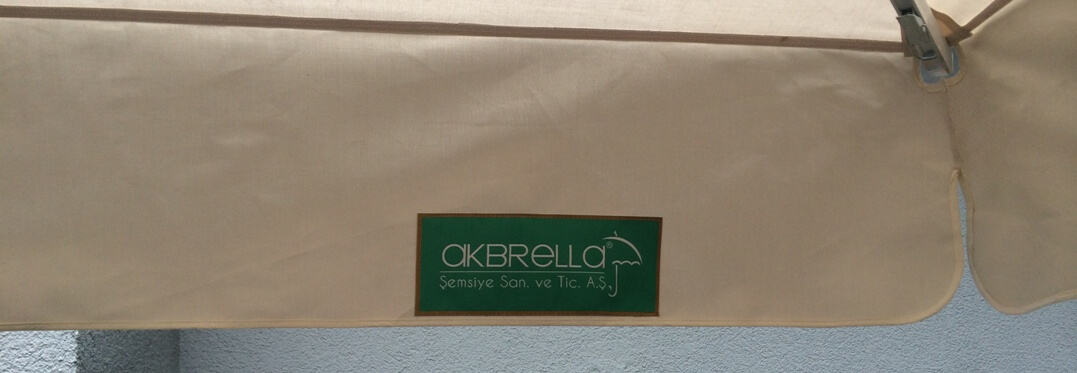 akBRella®
Şemsiye San. ve Tic. A.Ş.